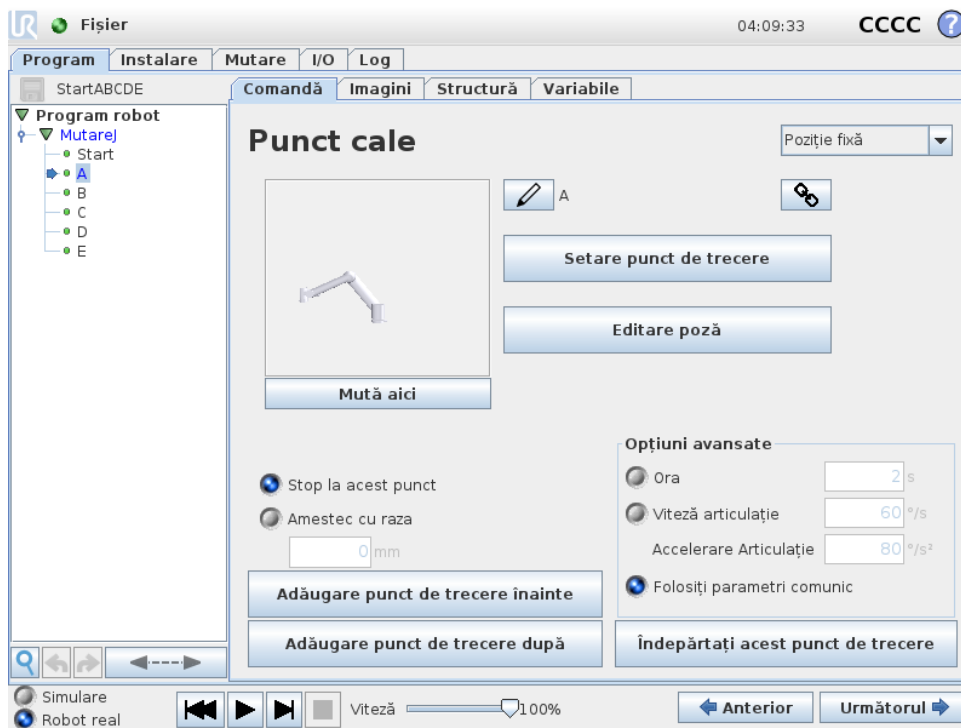 UR Fișier 04:09:33 CCCC ?
Program Instalare Mutare I/O Log
StartABCDE
Comandă Imagini Structură Variabile
Program robot
MutareJ
Start
A
B
C
D
E
Punct cale
Poziție fixă
A
Setare punct de trecere
Editare poză
Mută aici
Stop la acest punct
Amestec cu raza
0 mm
Opțiuni avansate
Ora 2 s
Viteză articulație 60 °/s
Accelerare Articulație 80 °/s²
Folosiți parametri comunic
Adăugare punct de trecere înainte
Adăugare punct de trecere după
Îndepărtați acest punct de trecere
Simulare
Robot real
Viteză 100%
Anterior
Următorul